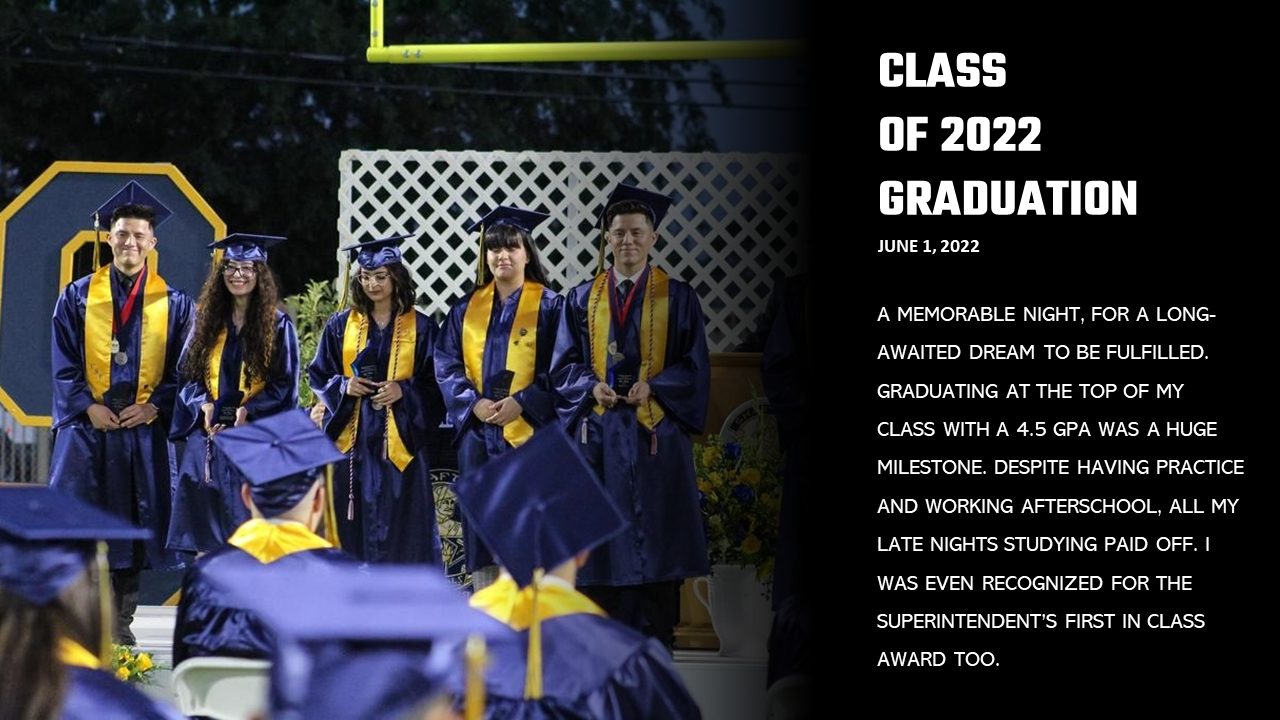 CLASS
OF 2022
GRADUATION
JUNE 1, 2022
A MEMORABLE NIGHT, FOR A LONG-
AWAITED DREAM TO BE FULFILLED.
GRADUATING AT THE TOP OF MY
CLASS WITH A 4.5 GPA WAS A HUGE
MILESTONE. DESPITE HAVING PRACTICE
AND WORKING AFTERSCHOOL, ALL MY
LATE NIGHTS STUDYING PAID OFF. I
WAS EVEN RECOGNIZED FOR THE
SUPERINTENDENT'S FIRST IN CLASS
AWARD TOO.